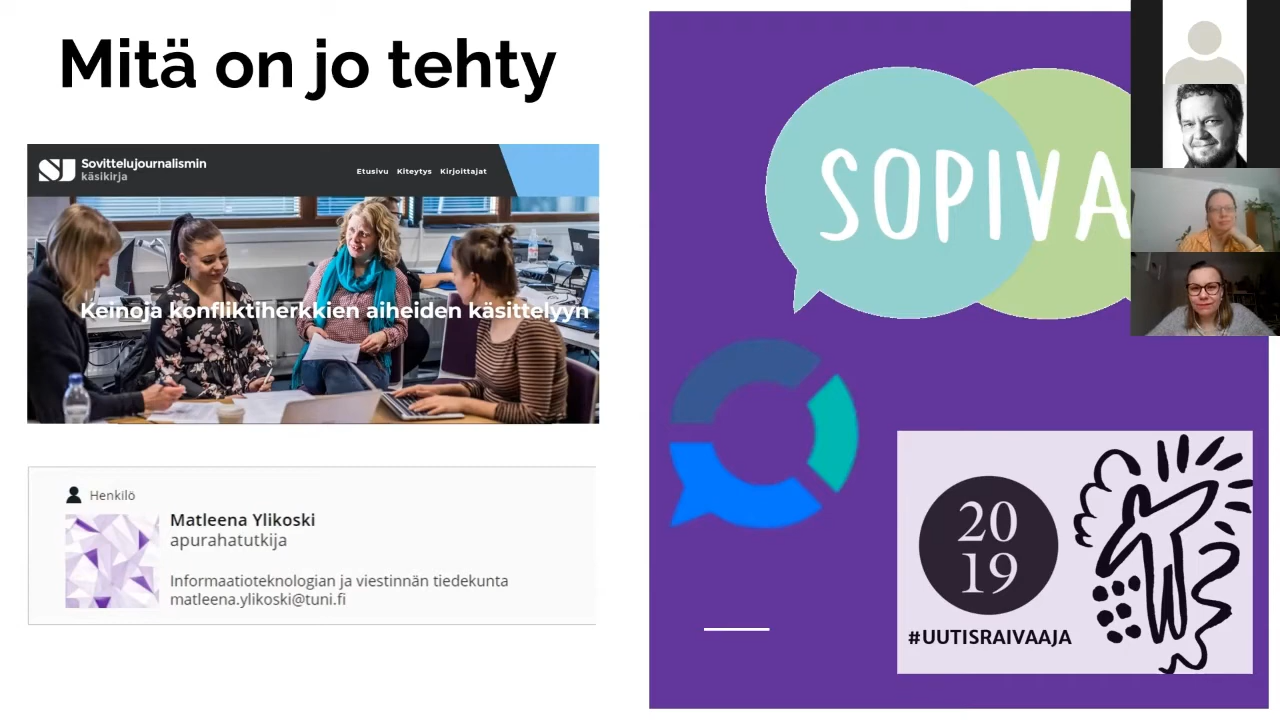 Mitä on jo tehty
SJ
Sovittelujournalismin
käsikirja
Etusivu Kiteytys Kirjoittajat
Keinoja konfliktiherkkien aiheiden käsittelyyn
Henkilö
Matleena Ylikoski
apurahatutkija
Informaatioteknologian ja viestinnän tiedekunta
matleena.ylikoski@tuni.fi
SOPIVA
20
19
#UUTISRAIVAAJA